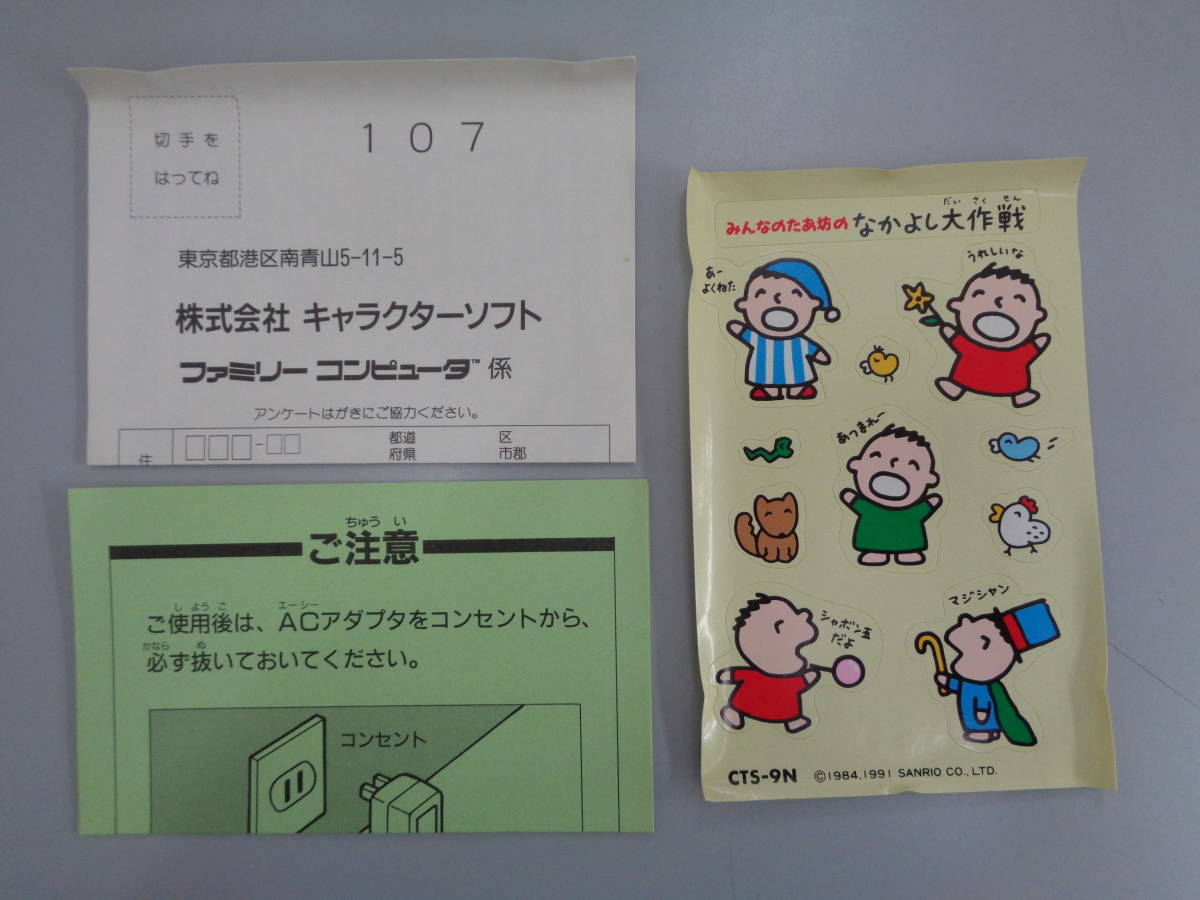 切手を
はってね
107
東京都港区南青山5-11-5
株式会社 キャラクターソフト
ファミリー コンピュータ™ 係
アンケートはがきにご協力ください。
住
-
都道
府県
区
市郡
ちゅう い
ご注意
し よう ご
エーシー
ご使用後は、ACアダプタをコンセントから、
かなら ぬ
必ず抜いておいてください。
コンセント
だい さく せん
みんなのたあ坊の なかよし大作戦
あー
よくねた
うれしいな
あつまれー
シャボン玉
だよ
マジシャン
CTS-9N ©1984,1991 SANRIO CO., LTD.